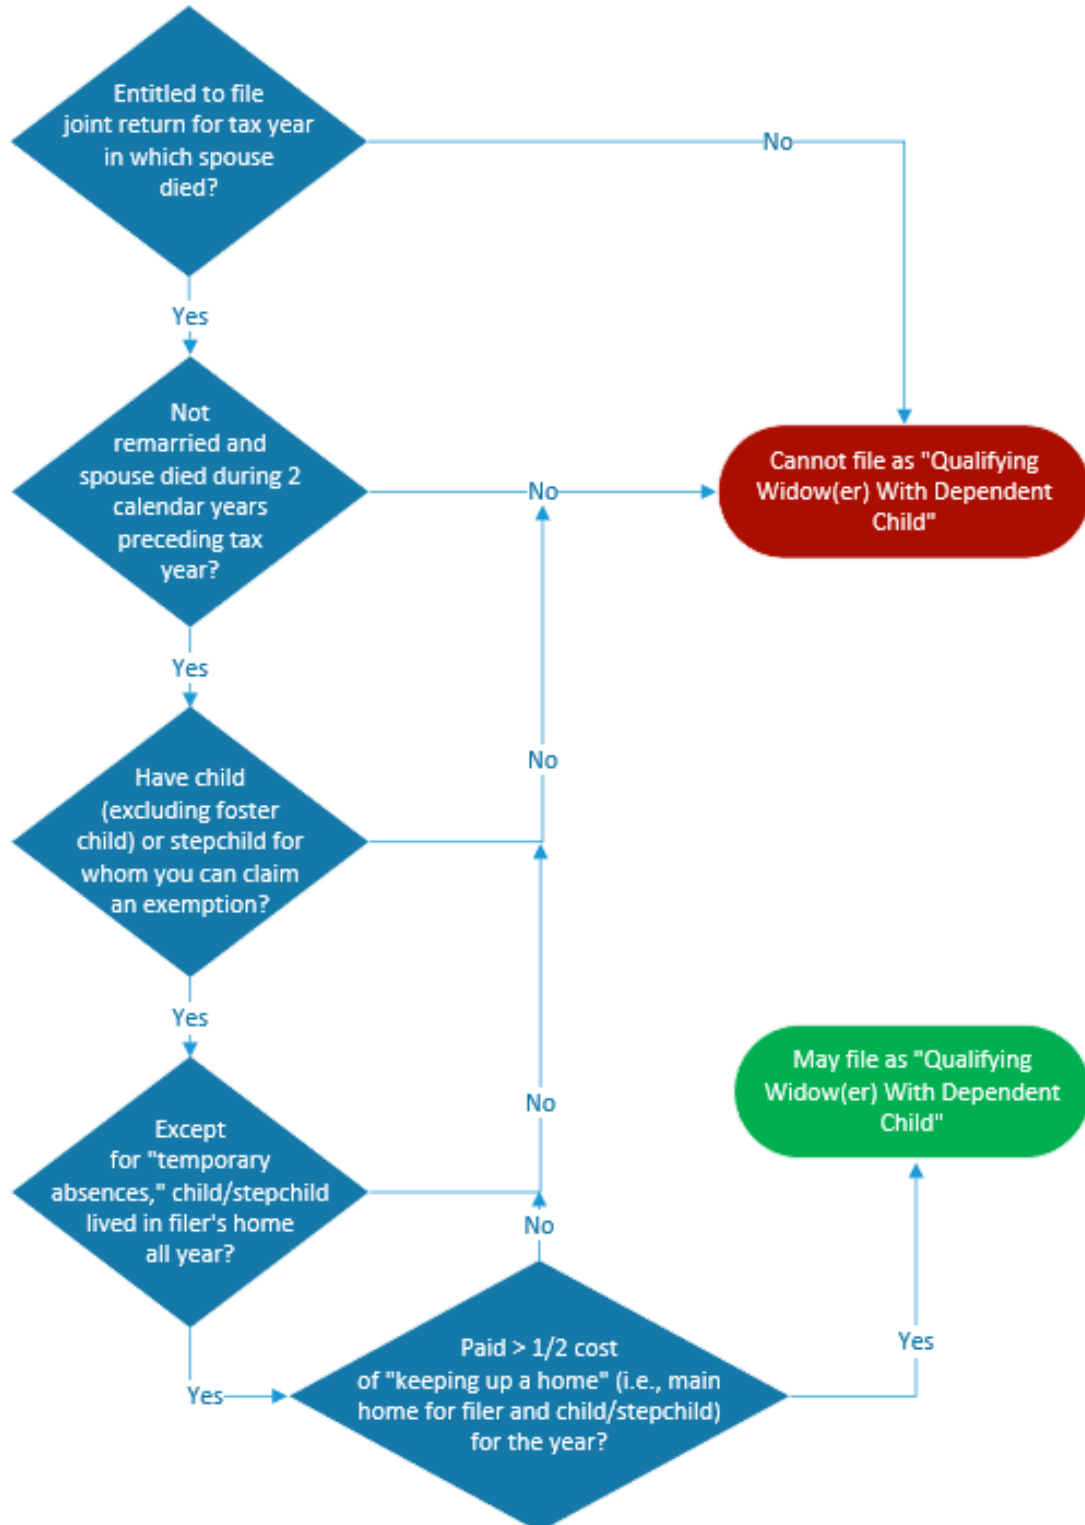 Entitled to file
joint return for tax year
in which spouse
died?
No
Yes
Not
remarried and
spouse died during 2
calendar years
preceding tax
year?
No
Cannot file as "Qualifying
Widow(er) With Dependent
Child"
Yes
No
Have child
(excluding foster
child) or stepchild for
whom you can claim
an exemption?
Yes
No
Except
for "temporary
absences," child/stepchild
lived in filer's home
all year?
May file as "Qualifying
Widow(er) With Dependent
Child"
No
Yes
Paid > 1/2 cost
of "keeping up a home" (i.e., main
home for filer and child/stepchild)
for the year?
Yes